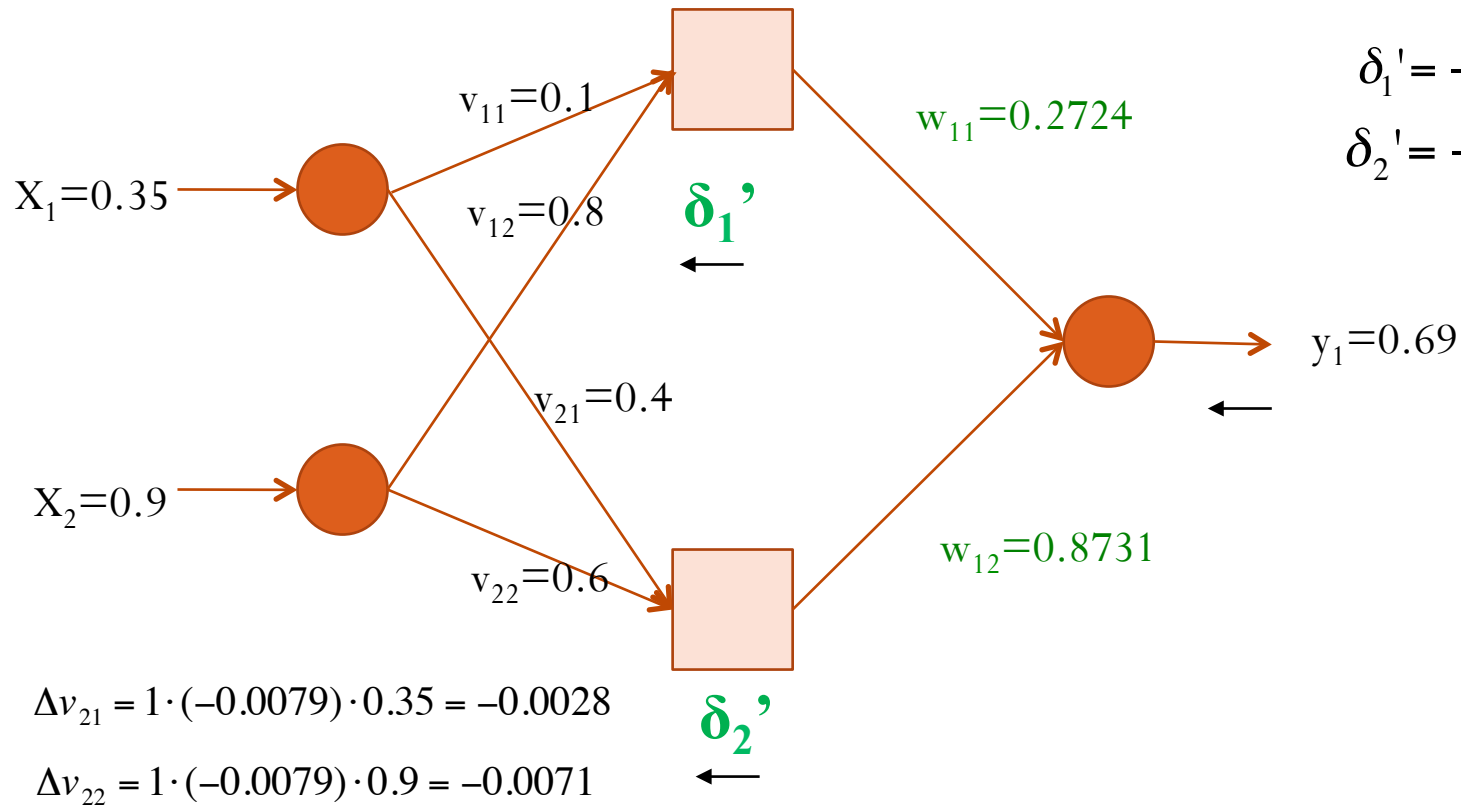 v₁₁=0.1
w₁₁=0.2724
δ₁'= -
δ₂'= -
X₁=0.35
v₁₂=0.8
δ₁’
y₁=0.69
v₂₁=0.4
X₂=0.9
v₂₂=0.6
w₁₂=0.8731
Δv₂₁ = 1·(−0.0079)·0.35 = −0.0028
δ₂’
Δv₂₂ = 1·(−0.0079)·0.9 = −0.0071